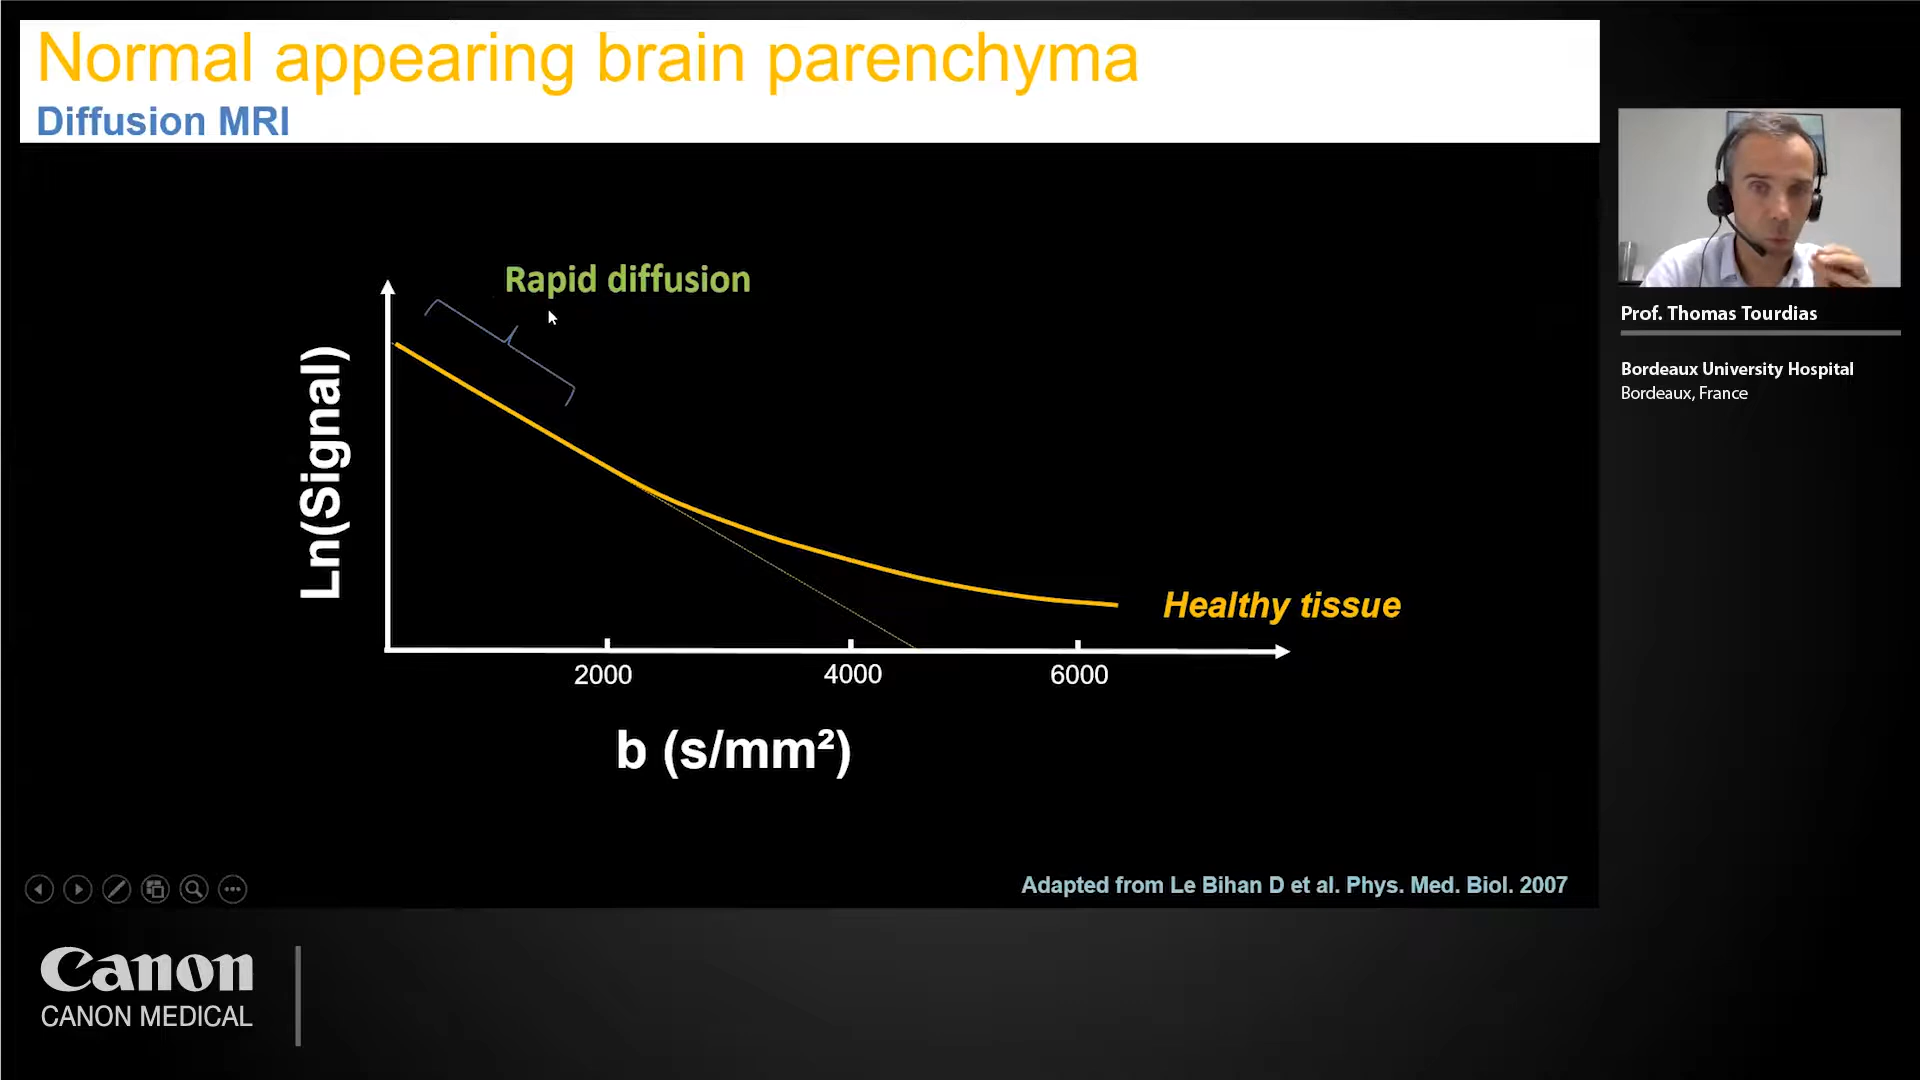 Normal appearing brain parenchyma
Diffusion MRI
Rapid diffusion
Ln(Signal)
Healthy tissue
2000 4000 6000
b (s/mm²)
Adapted from Le Bihan D et al. Phys. Med. Biol. 2007
Prof. Thomas Tourdias
Bordeaux University Hospital
Bordeaux, France
Canon
CANON MEDICAL